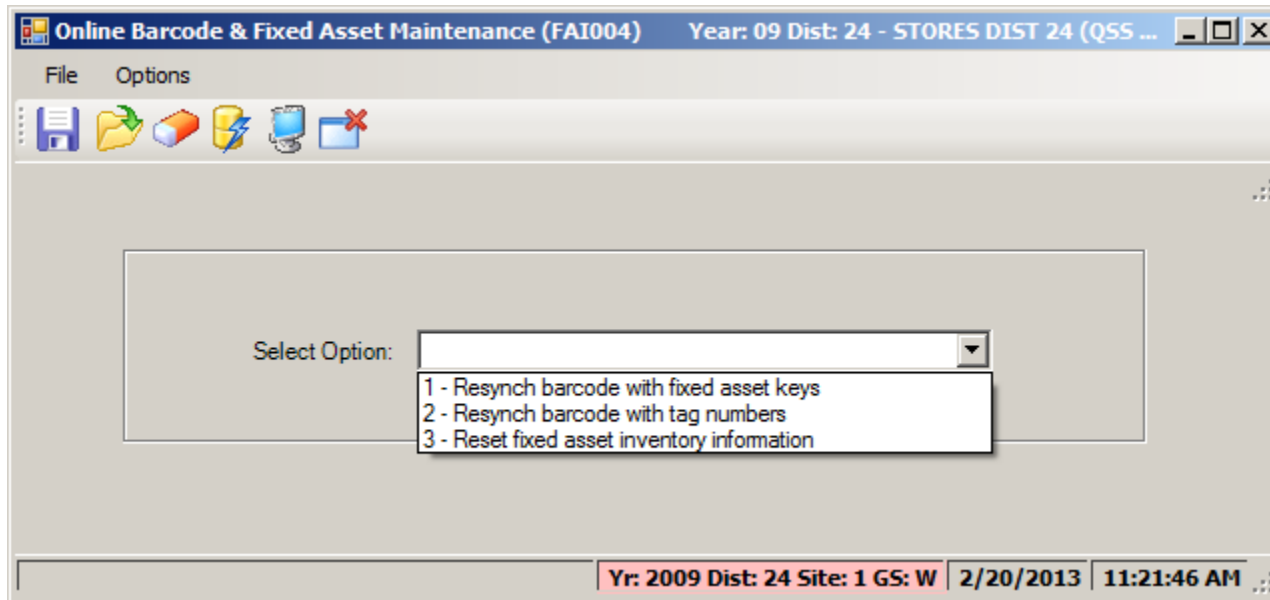 Online Barcode & Fixed Asset Maintenance (FAI004) Year: 09 Dist: 24 - STORES DIST 24 (QSS ...
File Options
Select Option:
1 - Resynch barcode with fixed asset keys
2 - Resynch barcode with tag numbers
3 - Reset fixed asset inventory information
Yr: 2009 Dist: 24 Site: 1 GS: W 2/20/2013 11:21:46 AM